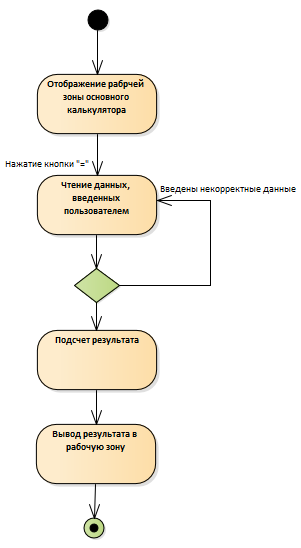 Отображение рабрчей
зоны основного
калькулятора
Нажатие кнопки "="
Чтение данных,
введенных
пользователем
Введены некорректные данные
Подсчет результата
Вывод результата в
рабочую зону